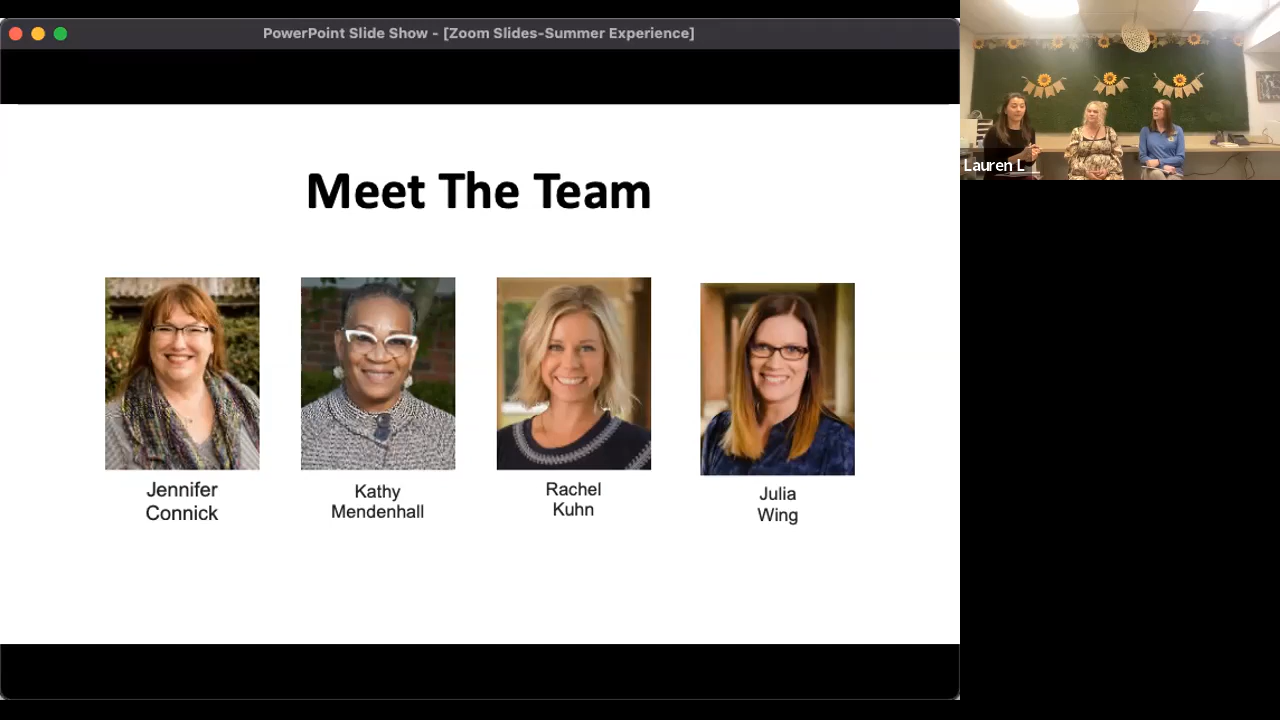 PowerPoint Slide Show - [Zoom Slides-Summer Experience]
Lauren L
Meet The Team
Jennifer
Connick
Kathy
Mendenhall
Rachel
Kuhn
Julia
Wing